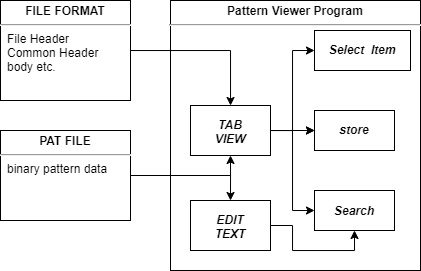 FILE FORMAT
File Header
Common Header
body etc.
PAT FILE
binary pattern data
Pattern Viewer Program
TAB
VIEW
EDIT
TEXT
Select Item
store
Search